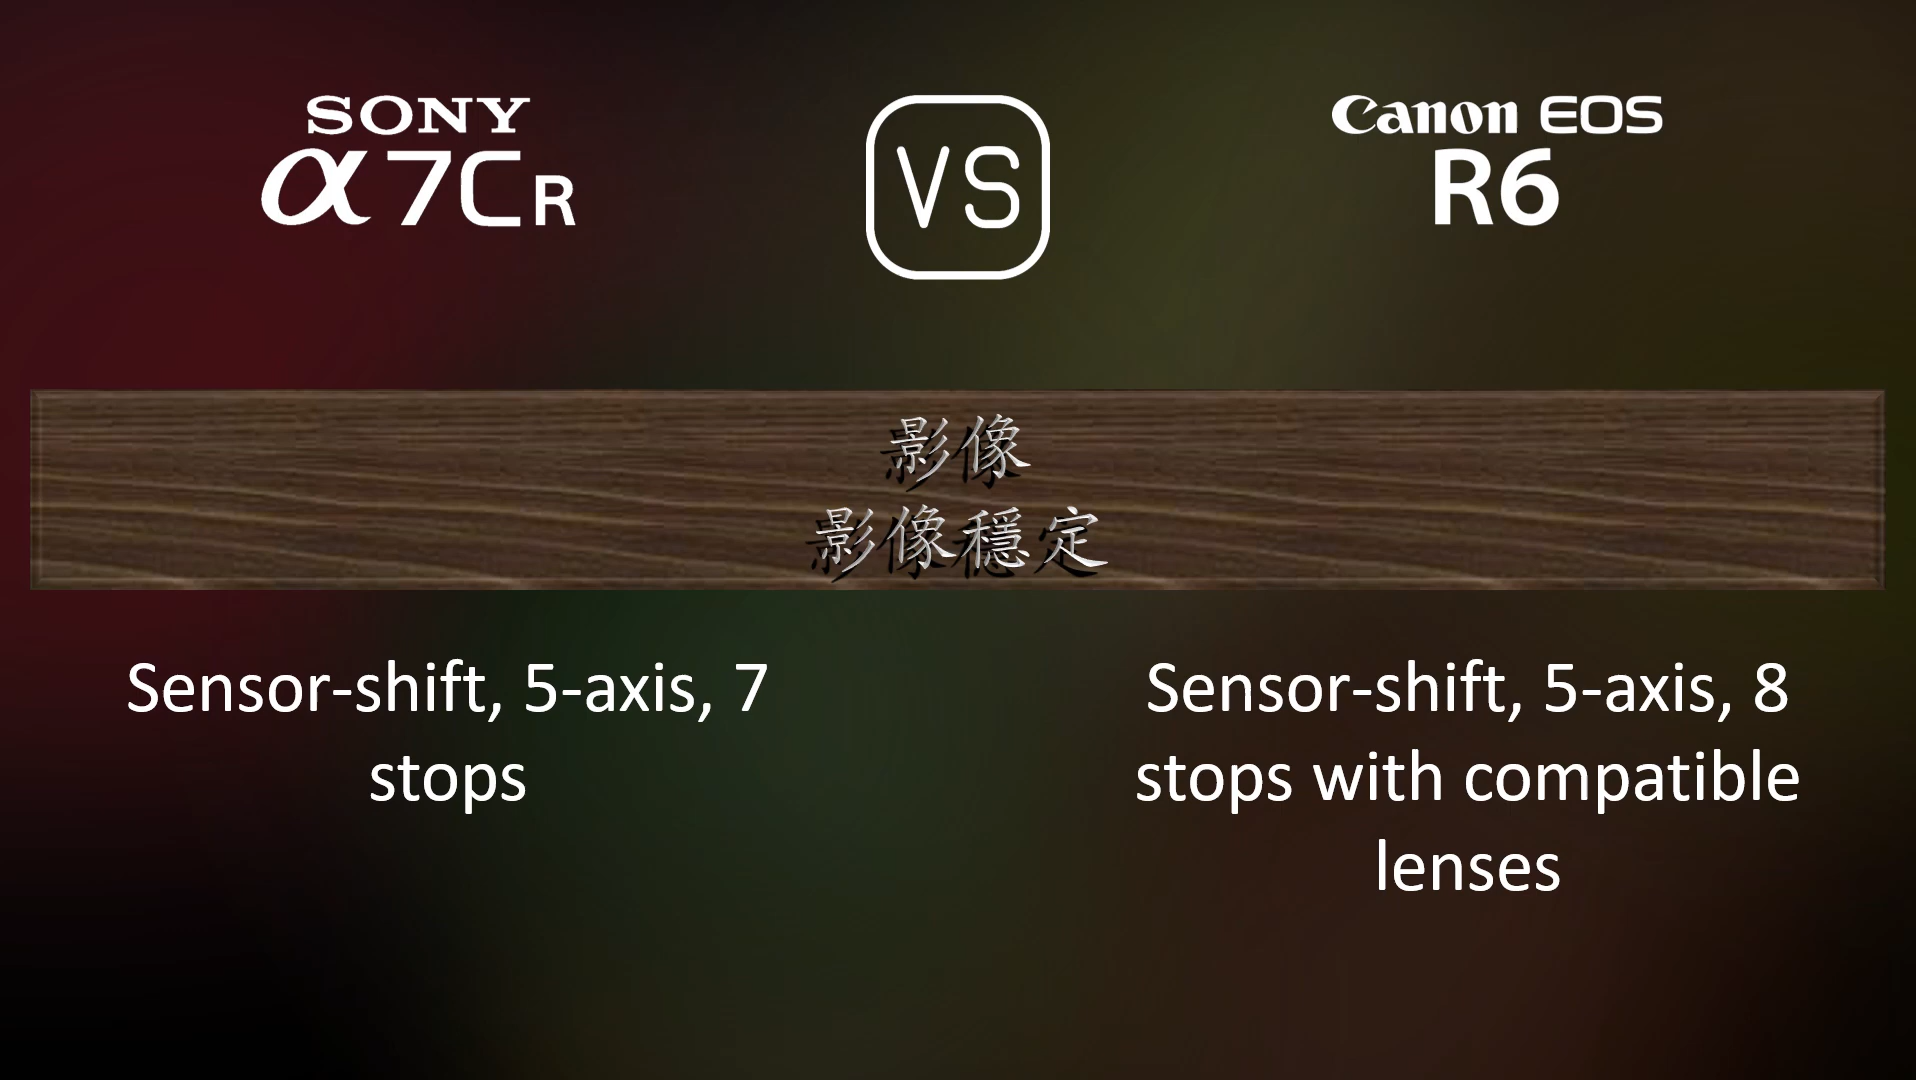 SONY
α7CR
VS
Canon EOS
R6
影像
影像穩定
Sensor-shift, 5-axis, 7
stops
Sensor-shift, 5-axis, 8
stops with compatible
lenses